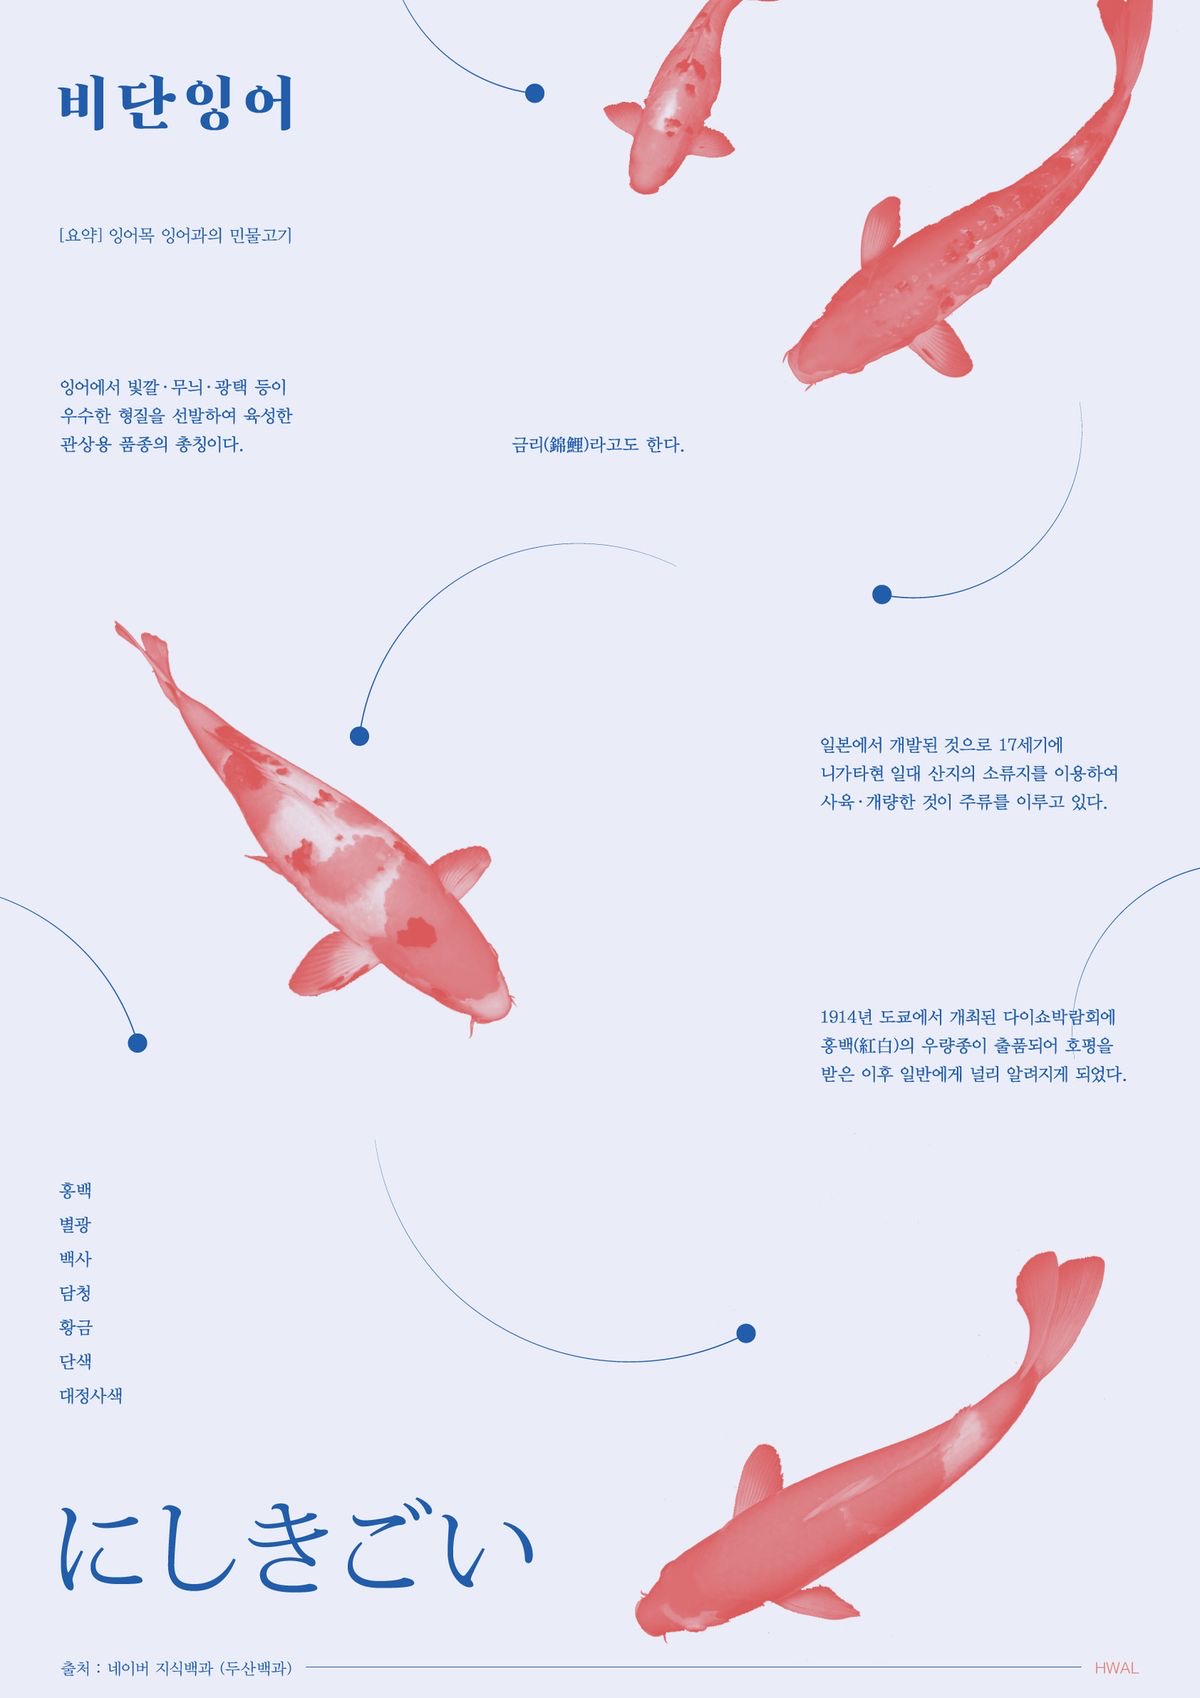 비단잉어
[요약] 잉어목 잉어과의 민물고기
잉어에서 빛깔·무늬·광택 등이
우수한 형질을 선발하여 육성한
관상용 품종의 총칭이다.
금리(錦鯉)라고도 한다.
일본에서 개발된 것으로 17세기에
니가타현 일대 산지의 소류지를 이용하여
사육·개량한 것이 주류를 이루고 있다.
1914년 도쿄에서 개최된 다이쇼박람회에
홍백(紅白)의 우량종이 출품되어 호평을
받은 이후 일반에게 널리 알려지게 되었다.
홍백
별광
백사
담청
황금
단색
대정사색
にしきごい
출처 : 네이버 지식백과 (두산백과)
HWAL